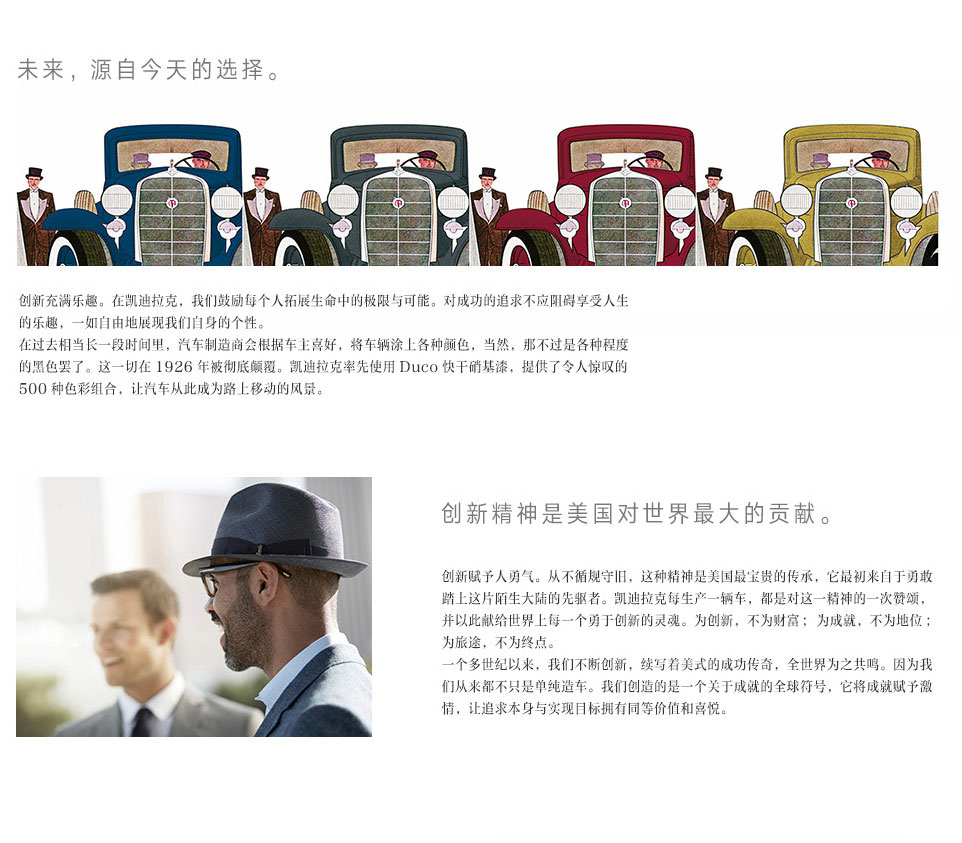 未来，源自今天的选择。
创新充满乐趣。在凯迪拉克，我们鼓励每个人拓展生命中的极限与可能。对成功的追求不应阻碍享受人生
的乐趣，一如自由地展现我们自身的个性。
在过去相当长一段时间里，汽车制造商会根据车主喜好，将车辆涂上各种颜色，当然，那不过是各种程度
的黑色罢了。这一切在 1926 年被彻底颠覆。凯迪拉克率先使用 Duco 快干硝基漆，提供了令人惊叹的
500 种色彩组合，让汽车从此成为路上移动的风景。
创新精神是美国对世界最大的贡献。
创新赋予人勇气。从不循规守旧，这种精神是美国最宝贵的传承，它最初来自于勇敢
踏上这片陌生大陆的先驱者。凯迪拉克每生产一辆车，都是对这一精神的一次赞颂，
并以此献给世界上每一个勇于创新的灵魂。为创新，不为财富；为成就，不为地位；
为旅途，不为终点。
一个多世纪以来，我们不断创新，续写着美式的成功传奇，全世界为之共鸣。因为我
们从来都不只是单纯造车。我们创造的是一个关于成就的全球符号，它将成就赋予激
情，让追求本身与实现目标拥有同等价值和喜悦。